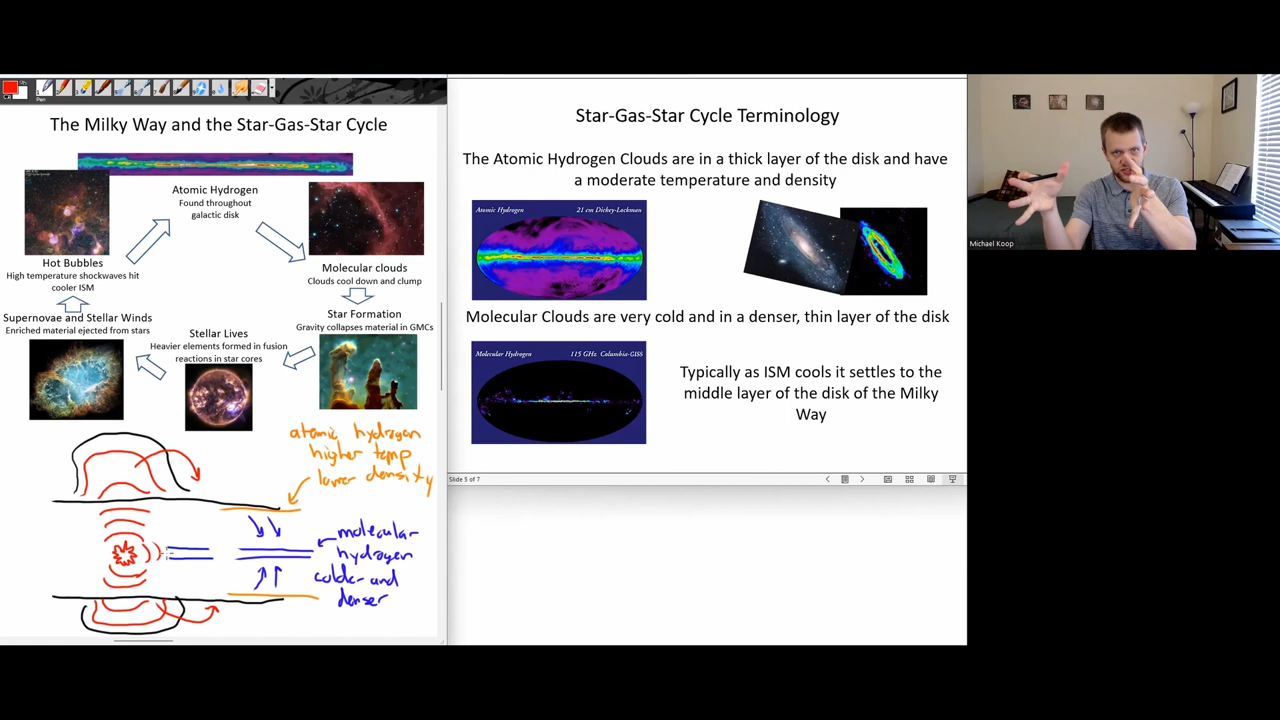 Pen
The Milky Way and the Star-Gas-Star Cycle
Atomic Hydrogen
Found throughout
galactic disk
Molecular clouds
Clouds cool down and clump
Star Formation
Gravity collapses material in GMCs
Stellar Lives
Heavier elements formed in fusion
reactions in star cores
Supernovae and Stellar Winds
Enriched material ejected from stars
Hot Bubbles
High temperature shockwaves hit
cooler ISM
atomic hydrogen
higher temp
lower density
molecular
hydrogen
colder and
denser
Star-Gas-Star Cycle Terminology
The Atomic Hydrogen Clouds are in a thick layer of the disk and have
a moderate temperature and density
Atomic Hydrogen 21 cm Dickey-Lockman
Molecular Clouds are very cold and in a denser, thin layer of the disk
Molecular Hydrogen 115 GHz Columbia-GISS
Typically as ISM cools it settles to the
middle layer of the disk of the Milky
Way
Slide 5 of 7
Michael Koop